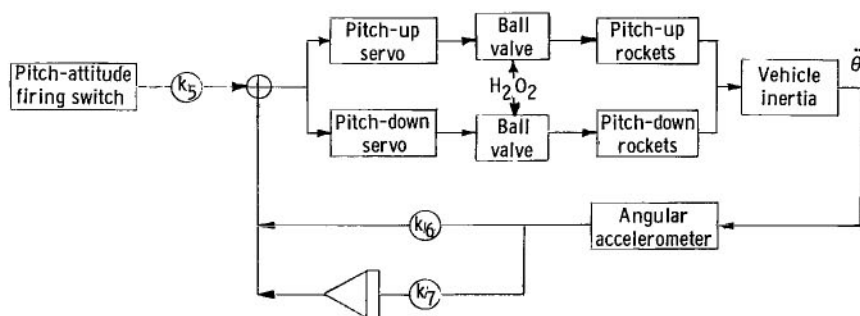 Pitch-up
servo
Ball
valve
Pitch-up
rockets
Pitch-attitude
firing switch
k5
H2O2
Vehicle
inertia
θ̈
Pitch-down
servo
Ball
valve
Pitch-down
rockets
k6
Angular
accelerometer
k7